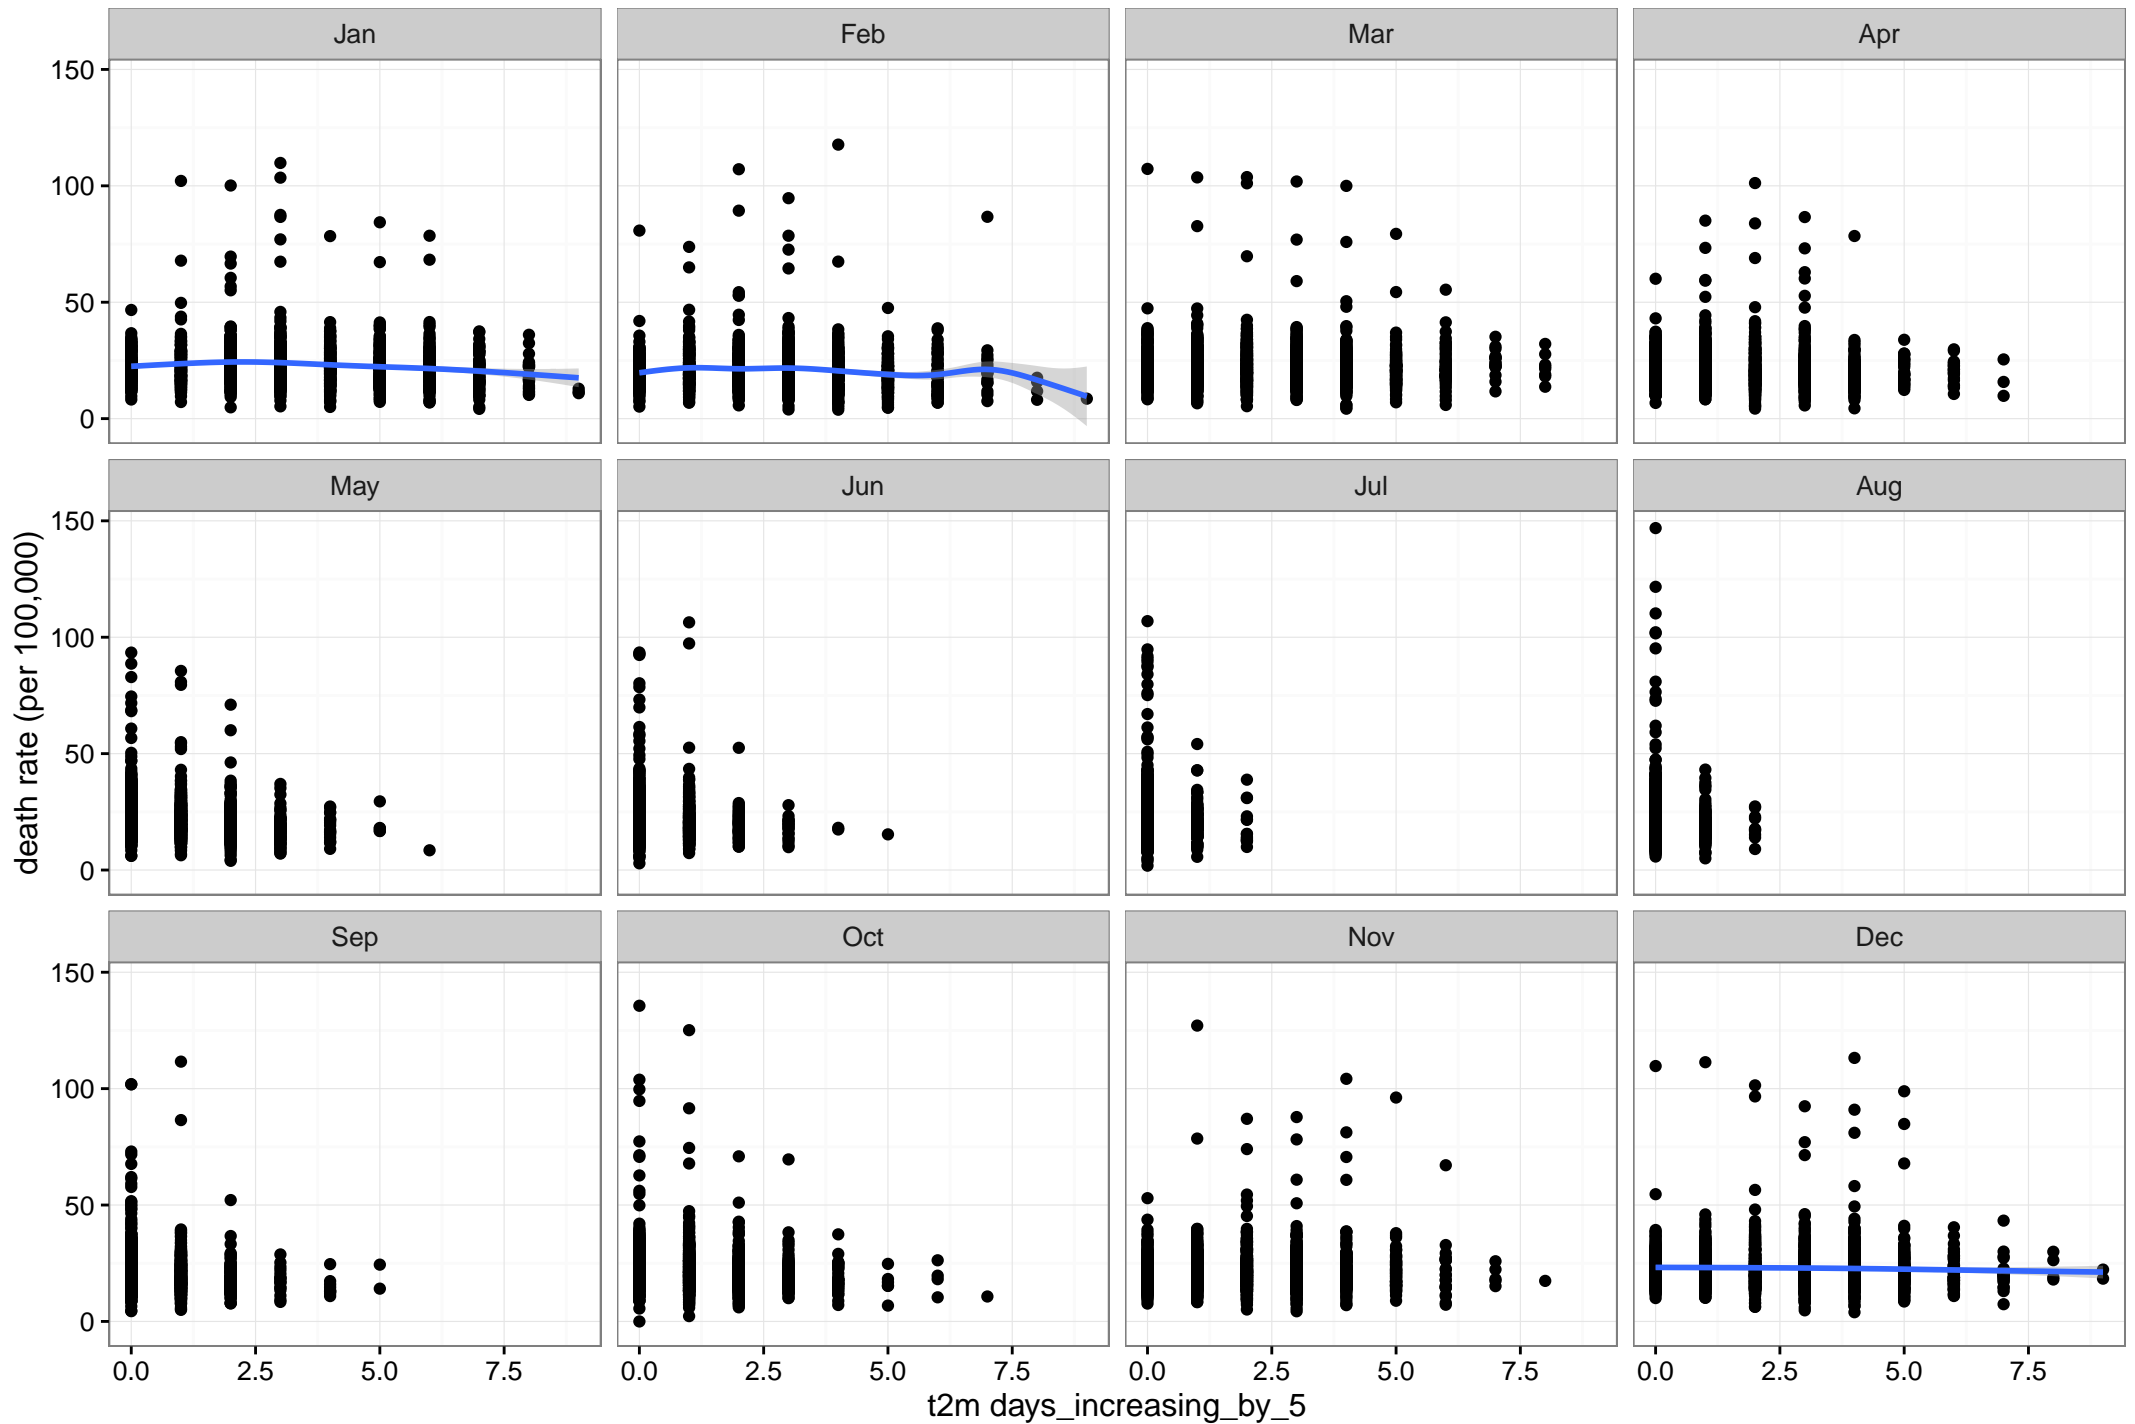 Jan Feb Mar Apr
150
100
50
0
May Jun Jul Aug
150
100
50
0
death rate (per 100,000)
Sep Oct Nov Dec
150
100
50
0
0.0 2.5 5.0 7.5 0.0 2.5 5.0 7.5 0.0 2.5 5.0 7.5 0.0 2.5 5.0 7.5
t2m days_increasing_by_5